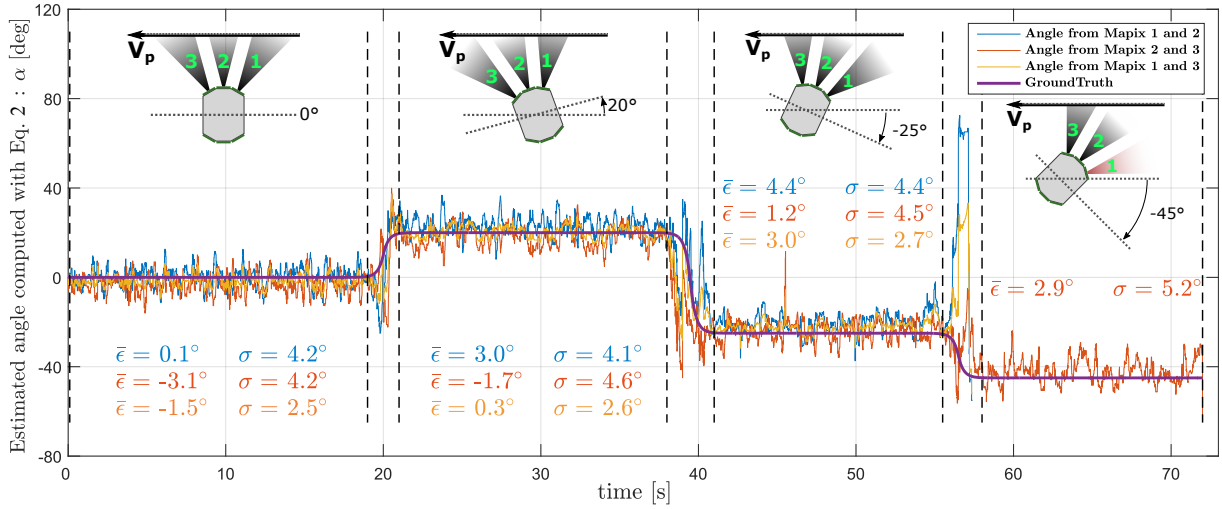 Estimated angle computed with Eq. 2 : α [deg]
120
80
40
0
-40
-80
0
10
20
30
40
50
60
70
time [s]
Angle from Mapix 1 and 2
Angle from Mapix 2 and 3
Angle from Mapix 1 and 3
GroundTruth
Vp
3 2 1
0°
Vp
3 2 1
20°
Vp
3 2 1
-25°
Vp
3 2 1
-45°
ε̄ = 0.1° σ = 4.2°
ε̄ = -3.1° σ = 4.2°
ε̄ = -1.5° σ = 2.5°
ε̄ = 3.0° σ = 4.1°
ε̄ = -1.7° σ = 4.6°
ε̄ = 0.3° σ = 2.6°
ε̄ = 4.4° σ = 4.4°
ε̄ = 1.2° σ = 4.5°
ε̄ = 3.0° σ = 2.7°
ε̄ = 2.9° σ = 5.2°